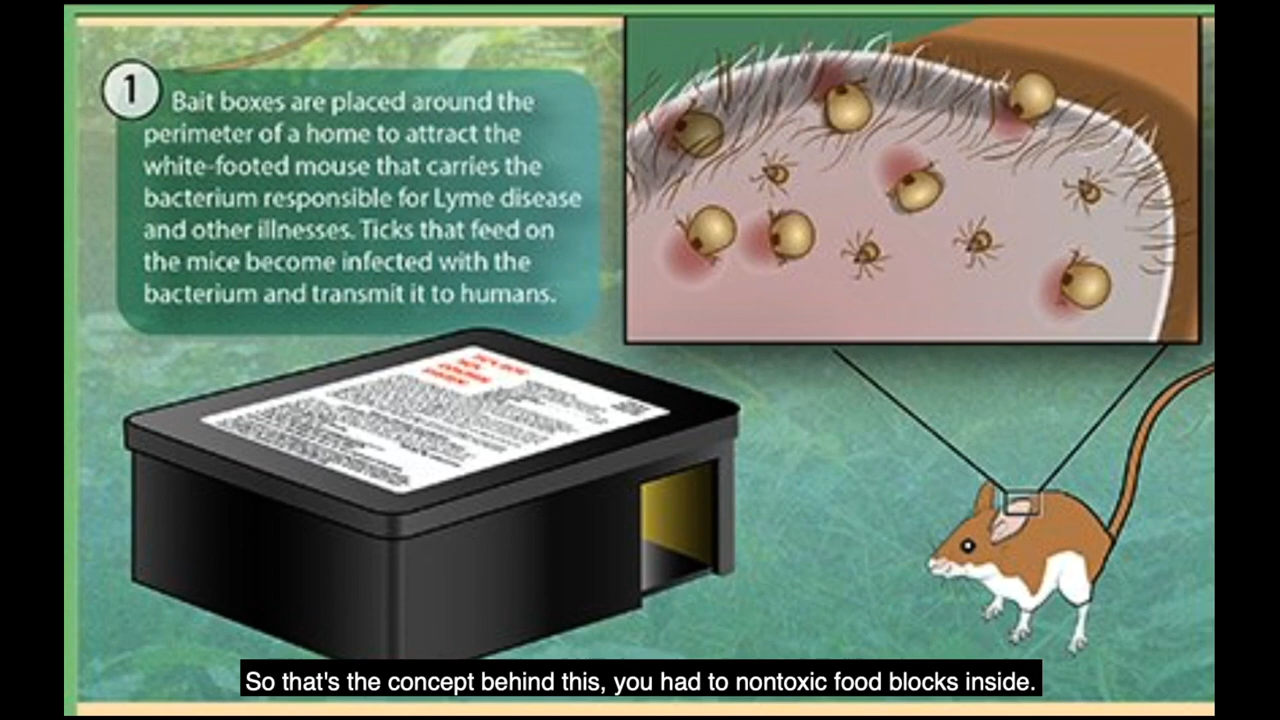 1
Bait boxes are placed around the
perimeter of a home to attract the
white-footed mouse that carries the
bacterium responsible for Lyme disease
and other illnesses. Ticks that feed on
the mice become infected with the
bacterium and transmit it to humans.
So that's the concept behind this, you had to nontoxic food blocks inside.